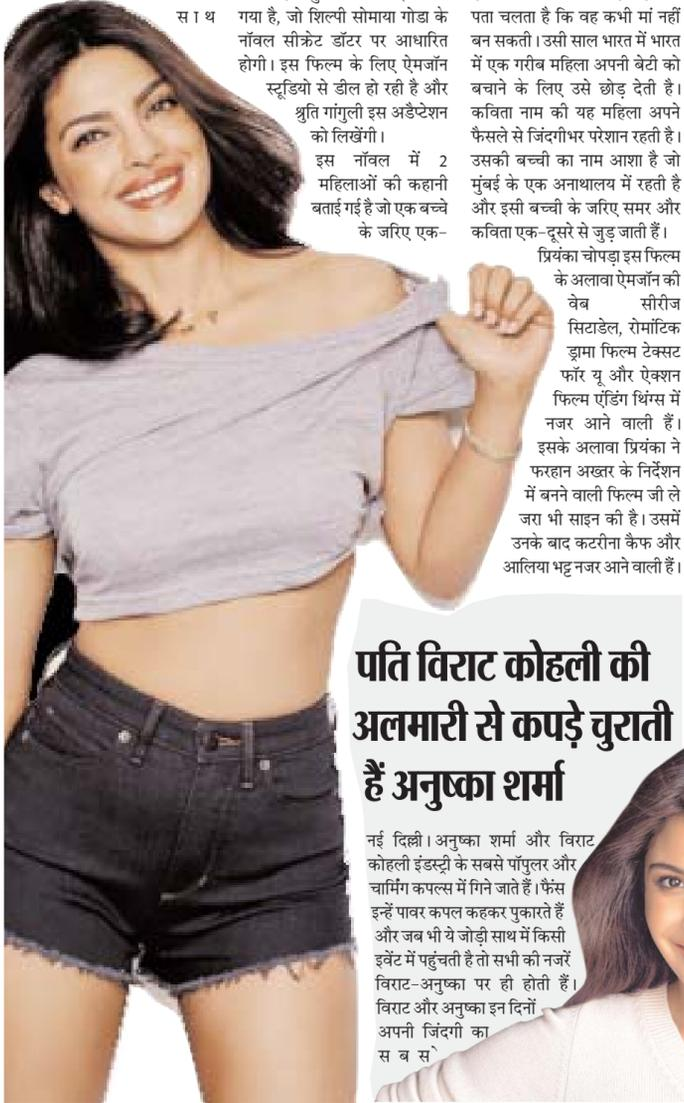 साथ
गया है, जो शिल्पी सोमाया गोडा के
नॉवल सीक्रेट डॉटर पर आधारित
होगी। इस फिल्म के लिए ऐमजॉन
स्टूडियो से डील हो रही है और
श्रुति गांगुली इस अडैप्टेशन
को लिखेंगी।
इस नॉवल में 2
महिलाओं की कहानी
बताई गई है जो एक बच्चे
के जरिए एक-
पता चलता है कि वह कभी मां नहीं
बन सकती। उसी साल भारत में भारत
में एक गरीब महिला अपनी बेटी को
बचाने के लिए उसे छोड़ देती है।
कविता नाम की यह महिला अपने
फैसले से जिंदगीभर परेशान रहती है।
उसकी बच्ची का नाम आशा है जो
मुंबई के एक अनाथालय में रहती है
और इसी बच्ची के जरिए समर और
कविता एक-दूसरे से जुड़ जाती हैं।
प्रियंका चोपड़ा इस फिल्म
के अलावा ऐमजॉन की
वेब सीरीज
सिटाडेल, रोमांटिक
ड्रामा फिल्म टेक्सट
फॉर यू और ऐक्शन
फिल्म एंडिंग थिंग्स में
नजर आने वाली हैं।
इसके अलावा प्रियंका ने
फरहान अख्तर के निर्देशन
में बनने वाली फिल्म जी ले
जरा भी साइन की है। उसमें
उनके बाद कटरीना कैफ और
आलिया भट्ट नजर आने वाली हैं।
पति विराट कोहली की
अलमारी से कपड़े चुराती
हैं अनुष्का शर्मा
नई दिल्ली। अनुष्का शर्मा और विराट
कोहली इंडस्ट्री के सबसे पॉपुलर और
चार्मिंग कपल्स में गिने जाते हैं। फैंस
इन्हें पावर कपल कहकर पुकारते हैं
और जब भी ये जोड़ी साथ में किसी
इवेंट में पहुंचती है तो सभी की नजरें
विराट-अनुष्का पर ही होती हैं।
विराट और अनुष्का इन दिनों
अपनी जिंदगी का
सबसे